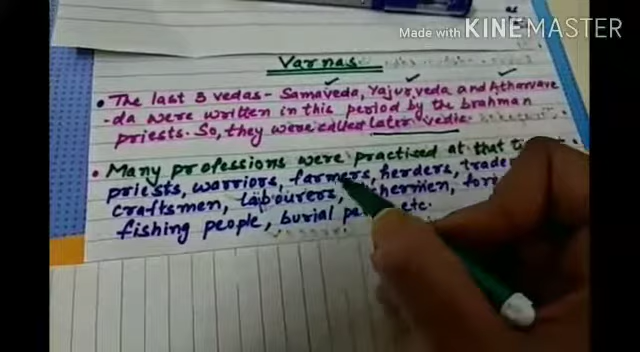 Made with KINEMASTER
Varnas
• The last 3 vedas- Samaveda, Yajurveda and Atharvave
-da were written in this period by the brahman
priests. So, they were called later vedic
• Many professions were practised at that
priests, warriors, farmers, herders,
craftsmen, labourers,
fishing people, burial etc.